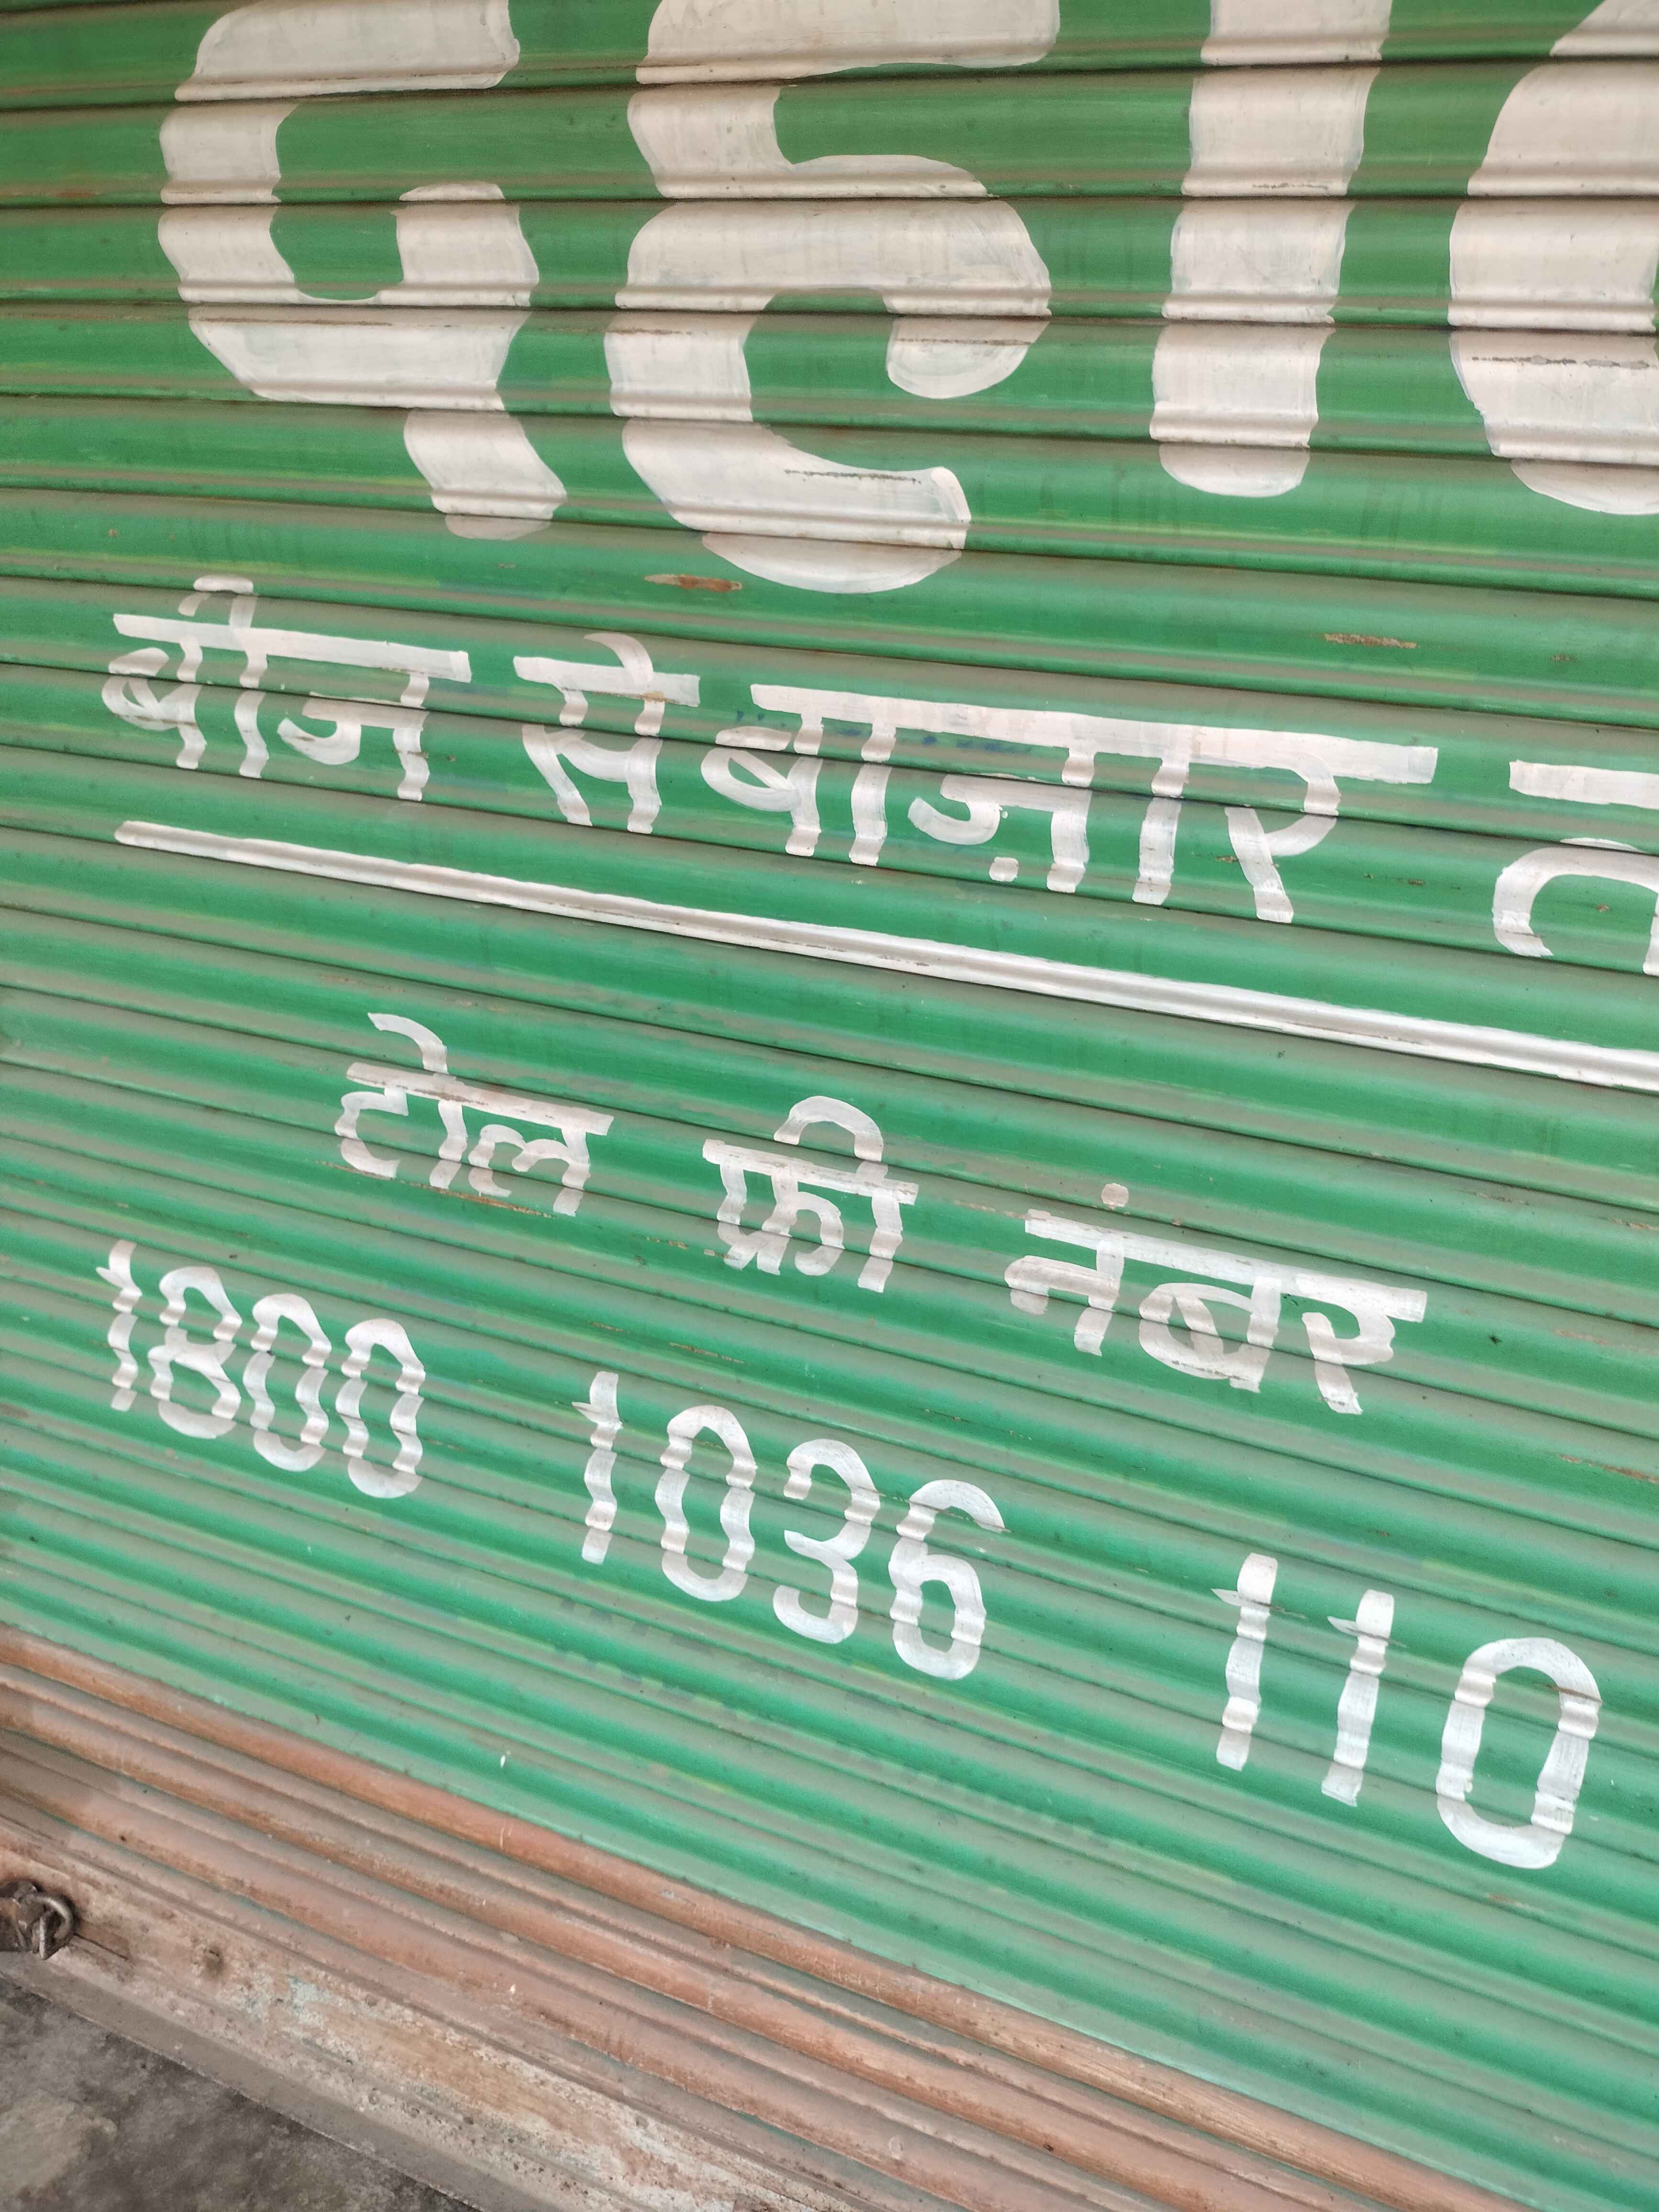 बीज से बाज़ार
टोल फ्री नंबर
1800 1036 110